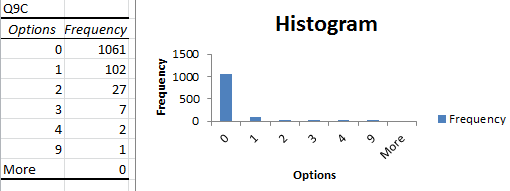 Q9C
Options Frequency
0 1061
1 102
2 27
3 7
4 2
9 1
More 0
Histogram
Frequency
1500
1000
500
0
0 1 2 3 4 9 More
Options
Frequency